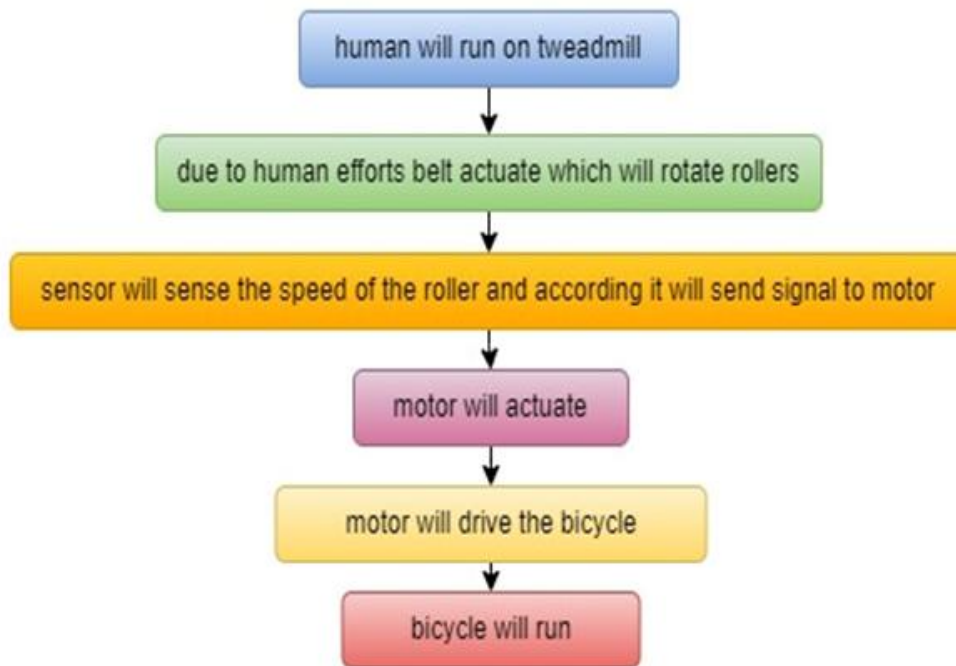 human will run on tweadmill
due to human efforts belt actuate which will rotate rollers
sensor will sense the speed of the roller and according it will send signal to motor
motor will actuate
motor will drive the bicycle
bicycle will run